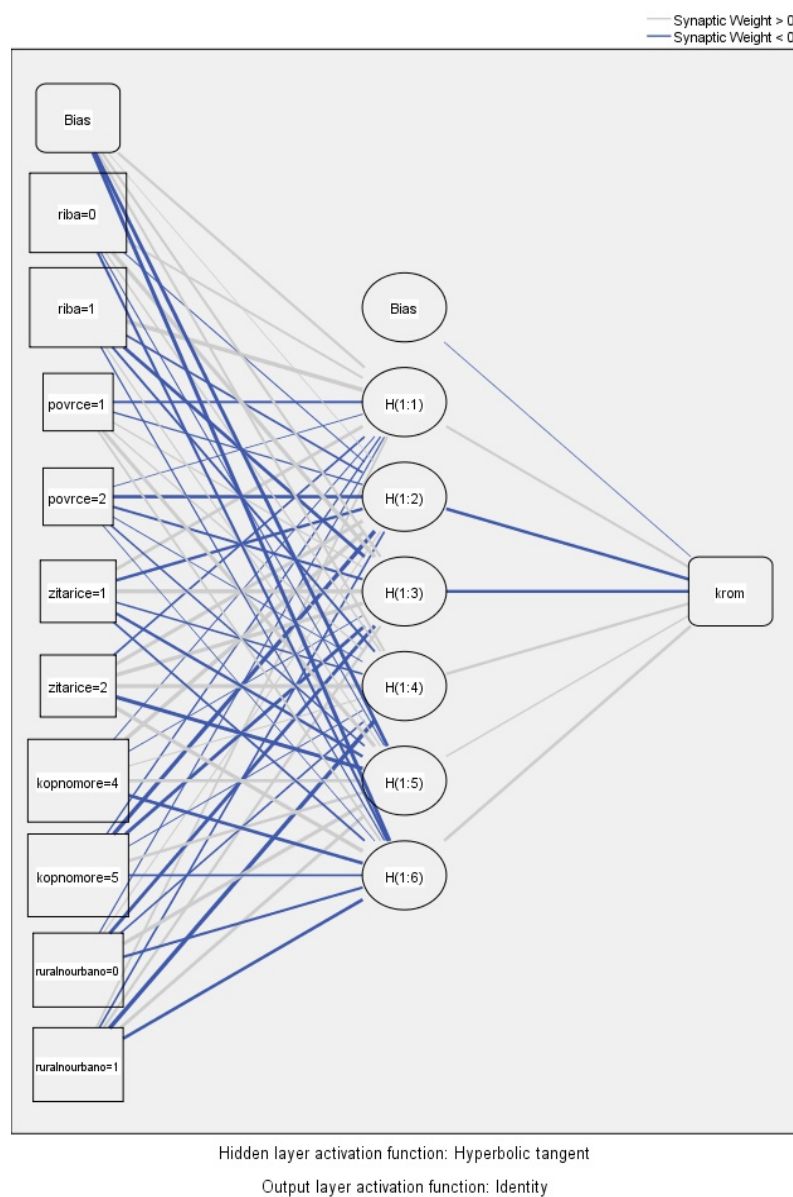 Synaptic Weight > 0
Synaptic Weight < 0
Bias
riba=0
riba=1
povrce=1
povrce=2
zitarice=1
zitarice=2
kopnomore=4
kopnomore=5
ruralnourbano=0
ruralnourbano=1
Bias
H(1:1)
H(1:2)
H(1:3)
H(1:4)
H(1:5)
H(1:6)
krom
Hidden layer activation function: Hyperbolic tangent
Output layer activation function: Identity